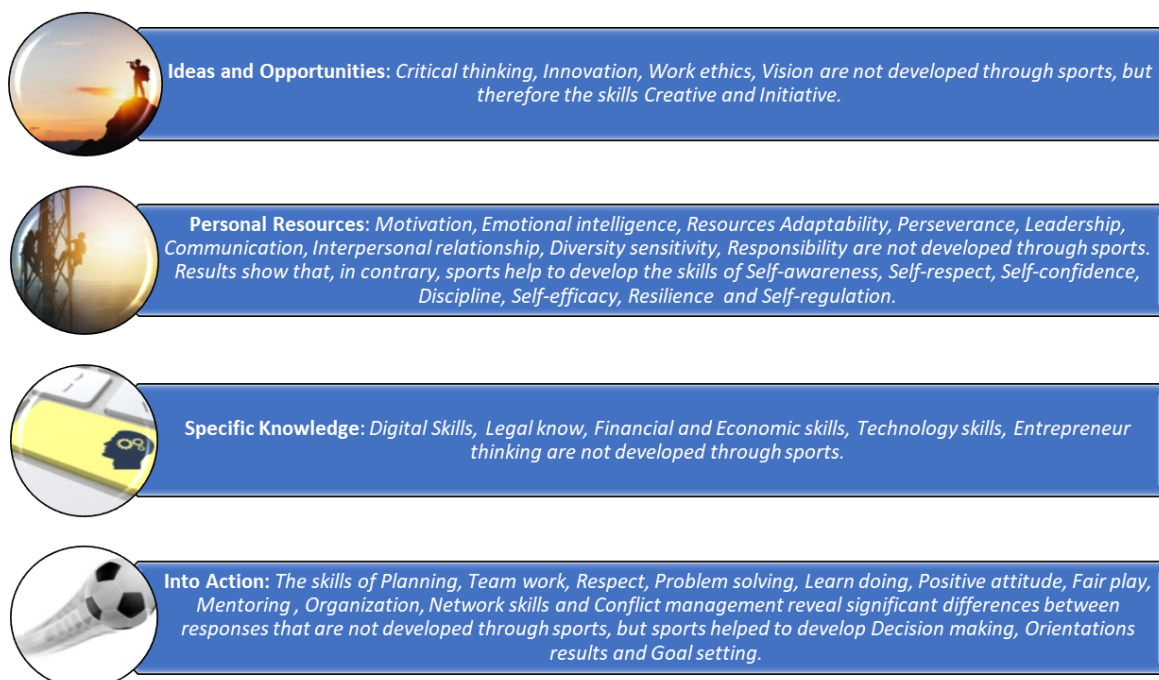 Ideas and Opportunities: Critical thinking, Innovation, Work ethics, Vision are not developed through sports, but
therefore the skills Creative and Initiative.
Personal Resources: Motivation, Emotional intelligence, Resources Adaptability, Perseverance, Leadership,
Communication, Interpersonal relationship, Diversity sensitivity, Responsibility are not developed through sports.
Results show that, in contrary, sports help to develop the skills of Self-awareness, Self-respect, Self-confidence,
Discipline, Self-efficacy, Resilience and Self-regulation.
Specific Knowledge: Digital Skills, Legal know, Financial and Economic skills, Technology skills, Entrepreneur
thinking are not developed through sports.
Into Action: The skills of Planning, Team work, Respect, Problem solving, Learn doing, Positive attitude, Fair play,
Mentoring , Organization, Network skills and Conflict management reveal significant differences between
responses that are not developed through sports, but sports helped to develop Decision making, Orientations
results and Goal setting.